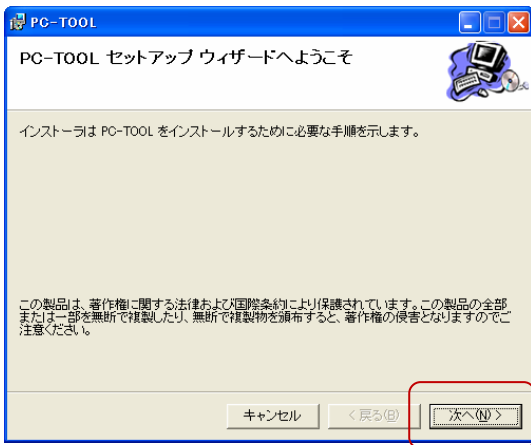 PC-TOOL
PC-TOOL セットアップ ウィザードへようこそ
インストーラは PC-TOOL をインストールするために必要な手順を示します。
この製品は、著作権に関する法律および国際条約により保護されています。この製品の全部
または一部を無断で複製したり、無断で複製物を頒布すると、著作権の侵害となりますのでご
注意ください。
キャンセル
< 戻る(B)
次へ(N) >